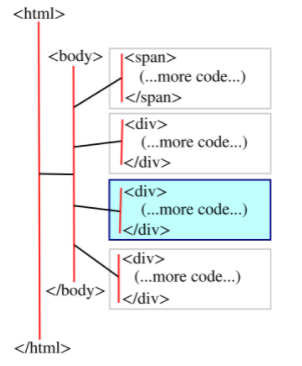 <html>
<body>
<span>
(...more code...)
</span>
<div>
(...more code...)
</div>
<div>
(...more code...)
</div>
<div>
(...more code...)
</div>
</body>
</html>